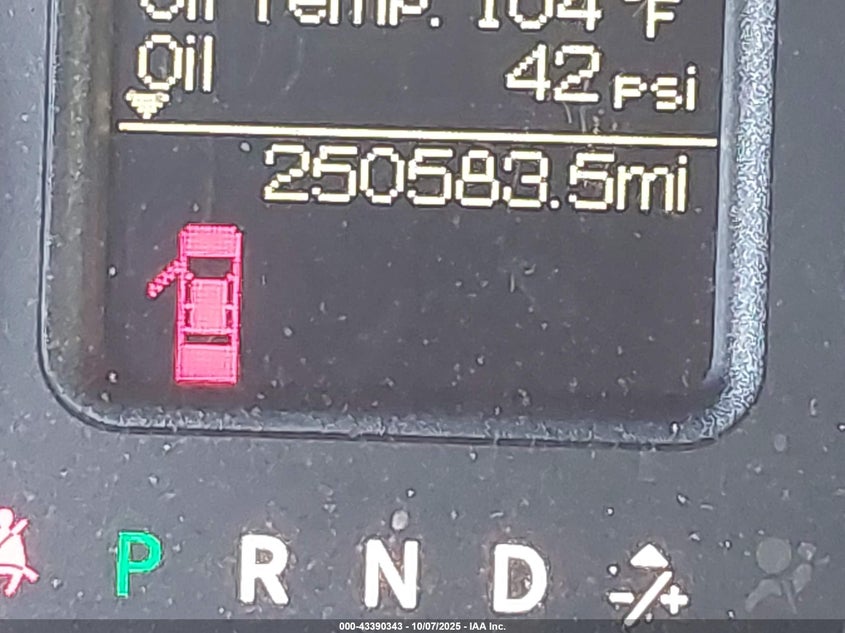 Oil Temp. 104 °F
Oil 42 psi
250583.5mi
P R N D -/+
000-43390343 - 10/07/2025 - IAA Inc.